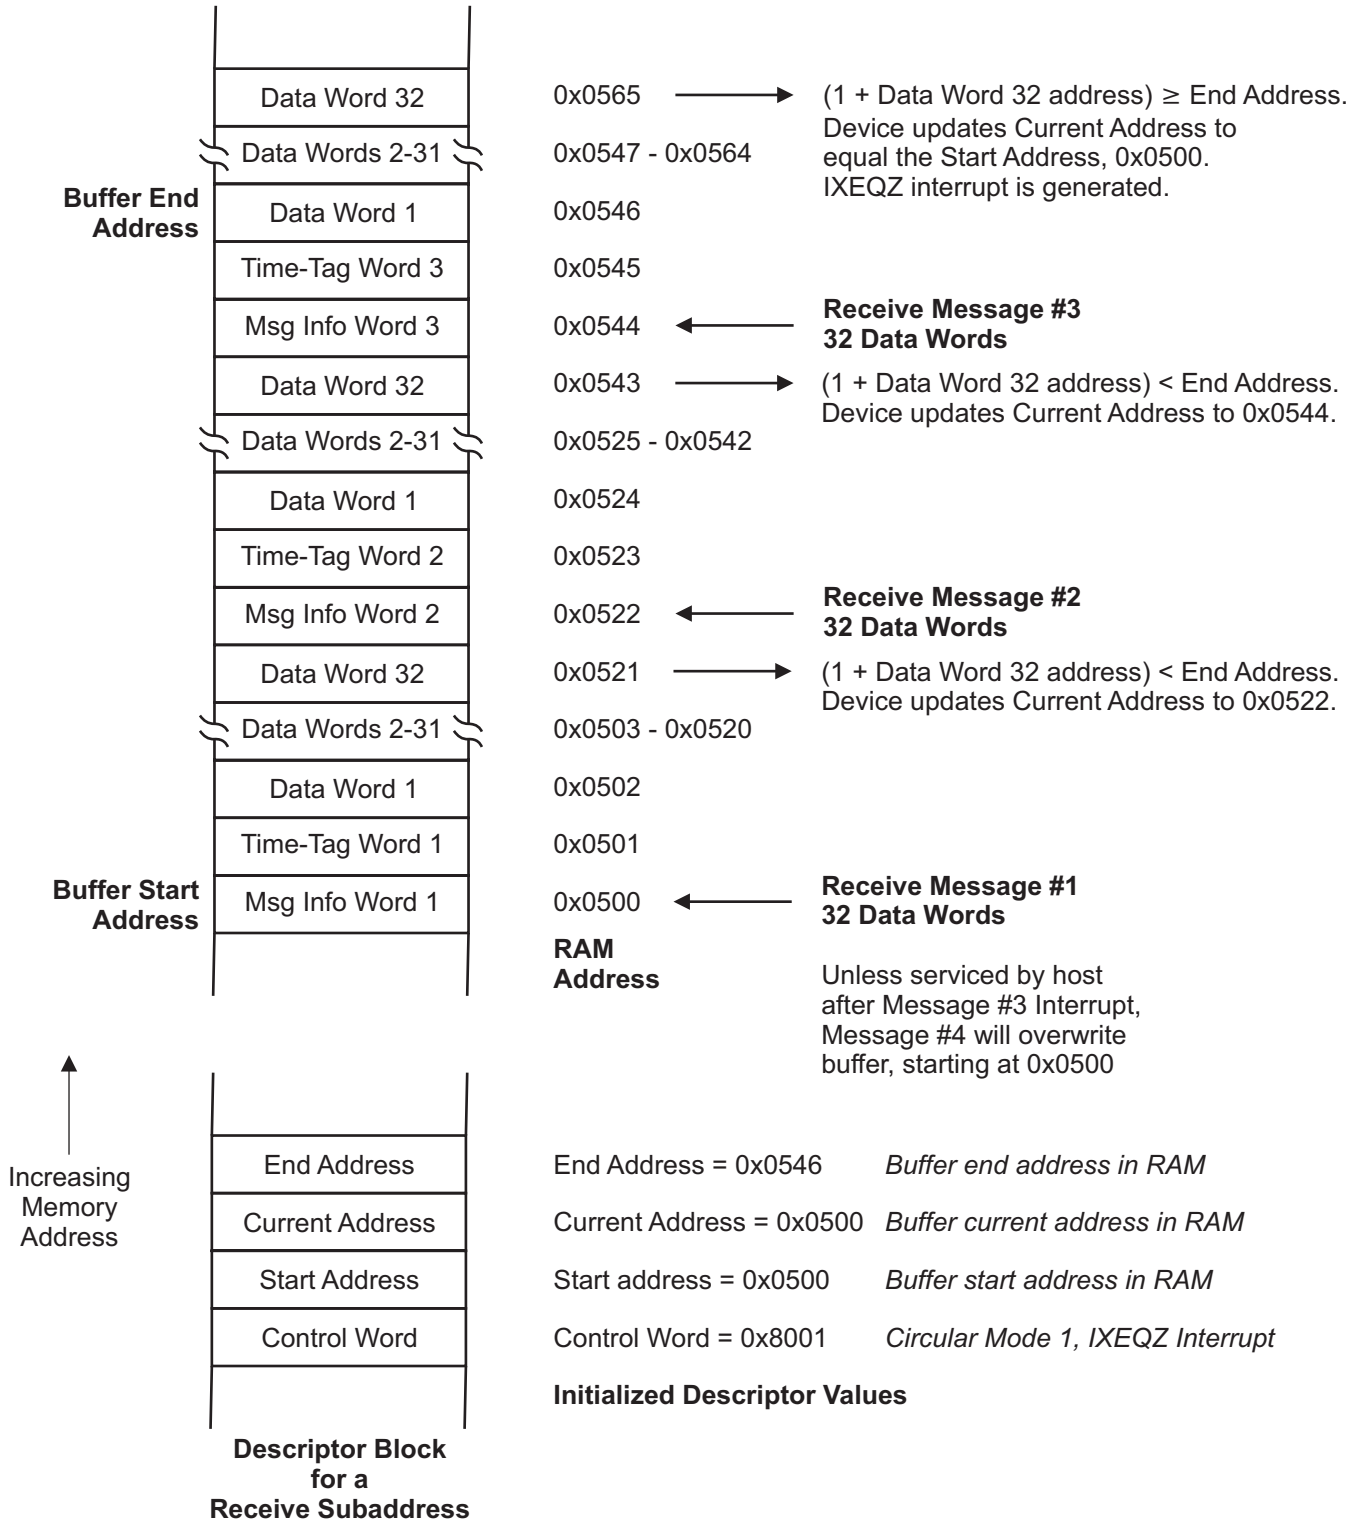 Data Word 32 0x0565 (1 + Data Word 32 address) ≥ End Address.
Device updates Current Address to
Data Words 2-31 0x0547 - 0x0564 equal the Start Address, 0x0500.
IXEQZ interrupt is generated.
Buffer End
Address
Data Word 1 0x0546
Time-Tag Word 3 0x0545
Msg Info Word 3 0x0544 Receive Message #3
32 Data Words
Data Word 32 0x0543 (1 + Data Word 32 address) < End Address.
Device updates Current Address to 0x0544.
Data Words 2-31 0x0525 - 0x0542
Data Word 1 0x0524
Time-Tag Word 2 0x0523
Msg Info Word 2 0x0522 Receive Message #2
32 Data Words
Data Word 32 0x0521 (1 + Data Word 32 address) < End Address.
Device updates Current Address to 0x0522.
Data Words 2-31 0x0503 - 0x0520
Data Word 1 0x0502
Time-Tag Word 1 0x0501
Buffer Start
Address
Msg Info Word 1 0x0500 Receive Message #1
32 Data Words
RAM
Address
Unless serviced by host
after Message #3 Interrupt,
Message #4 will overwrite
buffer, starting at 0x0500
Increasing
Memory
Address
End Address End Address = 0x0546 Buffer end address in RAM
Current Address Current Address = 0x0500 Buffer current address in RAM
Start Address Start address = 0x0500 Buffer start address in RAM
Control Word Control Word = 0x8001 Circular Mode 1, IXEQZ Interrupt
Initialized Descriptor Values
Descriptor Block
for a
Receive Subaddress